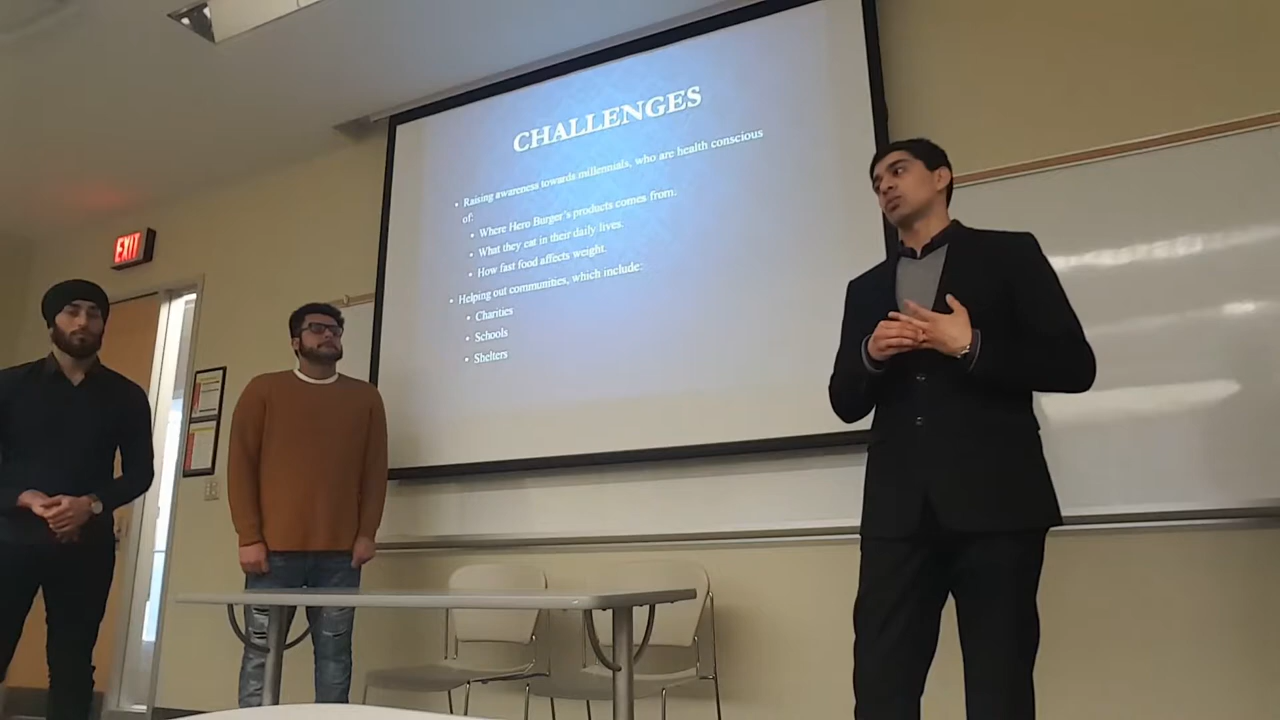 CHALLENGES
• Raising awareness towards millennials, who are health conscious
of:
• Where Hero Burger's products comes from.
• What they eat in their daily lives.
• How fast food affects weight.
• Helping out communities, which include:
• Charities
• Schools
• Shelters
EXIT